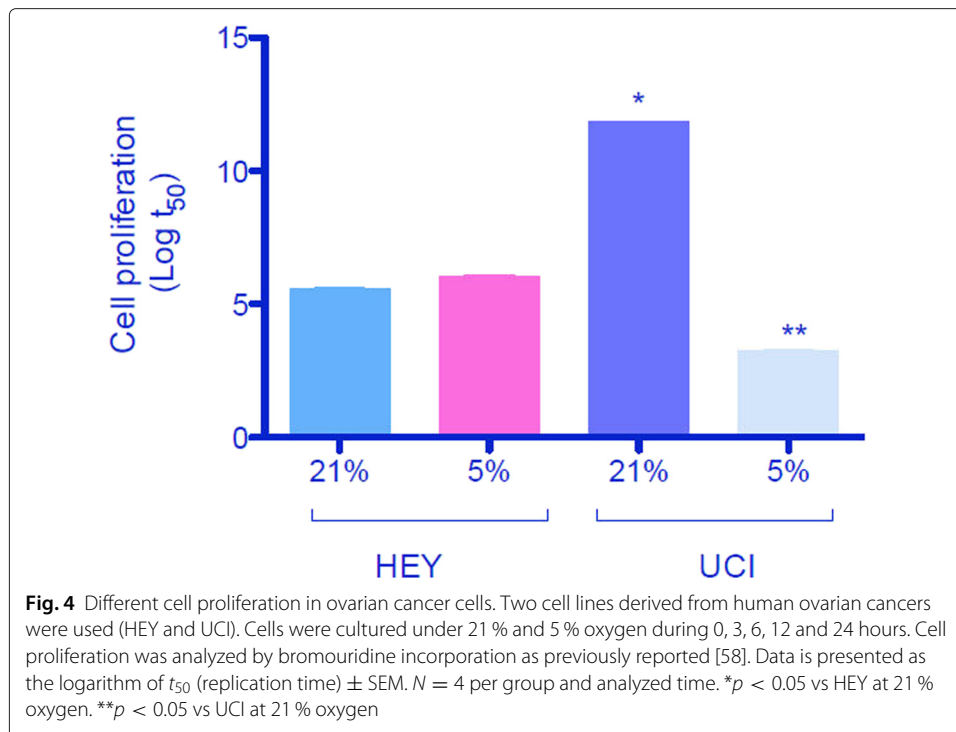 15
10
5
0
Cell proliferation
(Log t50)
*
**
21%
5%
21%
5%
HEY
UCI
Fig. 4 Different cell proliferation in ovarian cancer cells. Two cell lines derived from human ovarian cancers
were used (HEY and UCI). Cells were cultured under 21 % and 5 % oxygen during 0, 3, 6, 12 and 24 hours. Cell
proliferation was analyzed by bromouridine incorporation as previously reported [58]. Data is presented as
the logarithm of t50 (replication time) ± SEM. N = 4 per group and analyzed time. *p < 0.05 vs HEY at 21 %
oxygen. **p < 0.05 vs UCI at 21 % oxygen